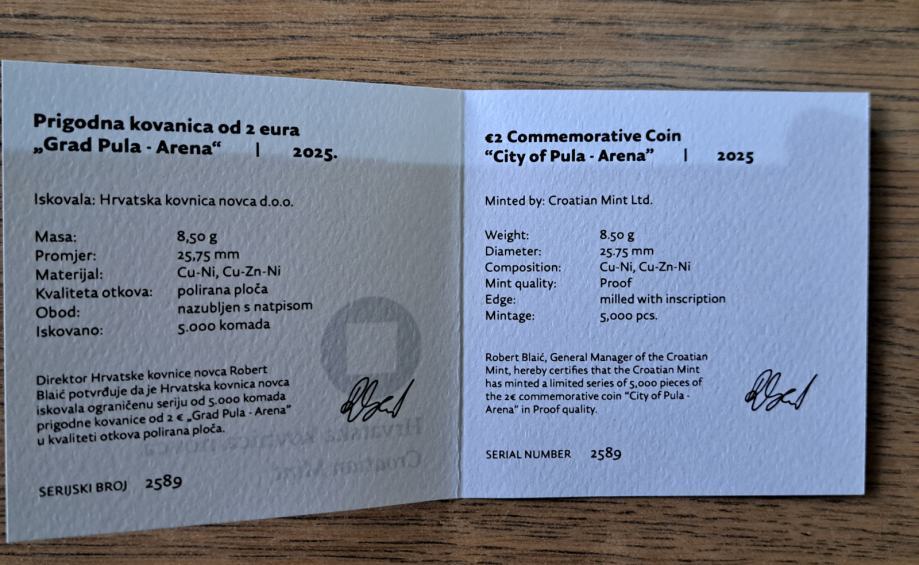 Prigodna kovanica od 2 eura
„Grad Pula - Arena“ | 2025.
Iskovala: Hrvatska kovnica novca d.o.o.
Masa: 8,50 g
Promjer: 25,75 mm
Materijal: Cu-Ni, Cu-Zn-Ni
Kvaliteta otkova: polirana ploča
Obod: nazubljen s natpisom
Iskovano: 5.000 komada
Direktor Hrvatske kovnice novca Robert
Blaić potvrđuje da je Hrvatska kovnica novca
iskovala ograničenu seriju od 5.000 komada
prigodne kovanice od 2 € „Grad Pula - Arena“
u kvaliteti otkova polirana ploča.
Hrvatska kovnica novca
Croatian Mint
SERIJSKI BROJ 2589
€2 Commemorative Coin
“City of Pula - Arena” | 2025
Minted by: Croatian Mint Ltd.
Weight: 8.50 g
Diameter: 25.75 mm
Composition: Cu-Ni, Cu-Zn-Ni
Mint quality: Proof
Edge: milled with inscription
Mintage: 5,000 pcs.
Robert Blaić, General Manager of the Croatian
Mint, hereby certifies that the Croatian Mint
has minted a limited series of 5,000 pieces of
the 2€ commemorative coin “City of Pula -
Arena” in Proof quality.
SERIAL NUMBER 2589